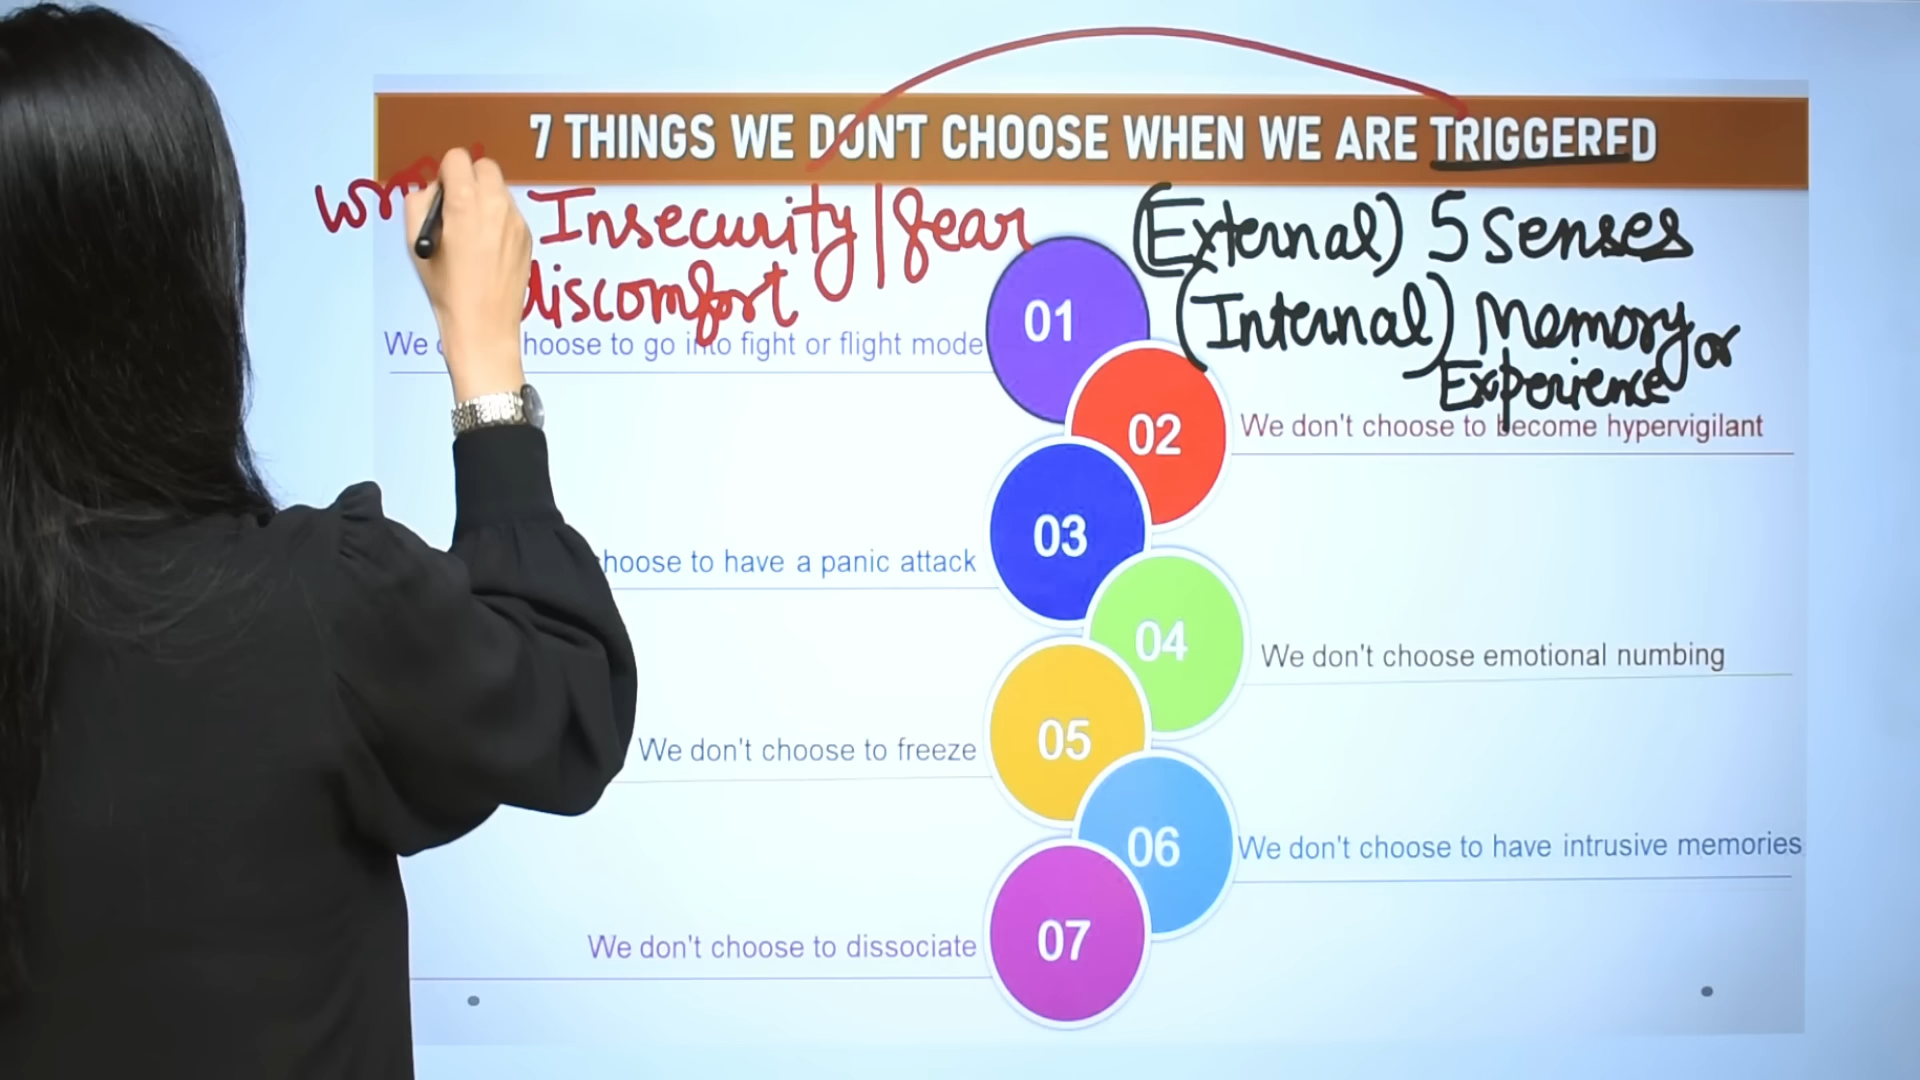 7 THINGS WE DON'T CHOOSE WHEN WE ARE TRIGGERED
Insecurity | fear
discomfort
(External) 5 senses
(Internal) Memory or
Experience
We choose to go into fight or flight mode
01
02
We don't choose to become hypervigilant
03
choose to have a panic attack
04
We don't choose emotional numbing
05
We don't choose to freeze
06
We don't choose to have intrusive memories
07
We don't choose to dissociate